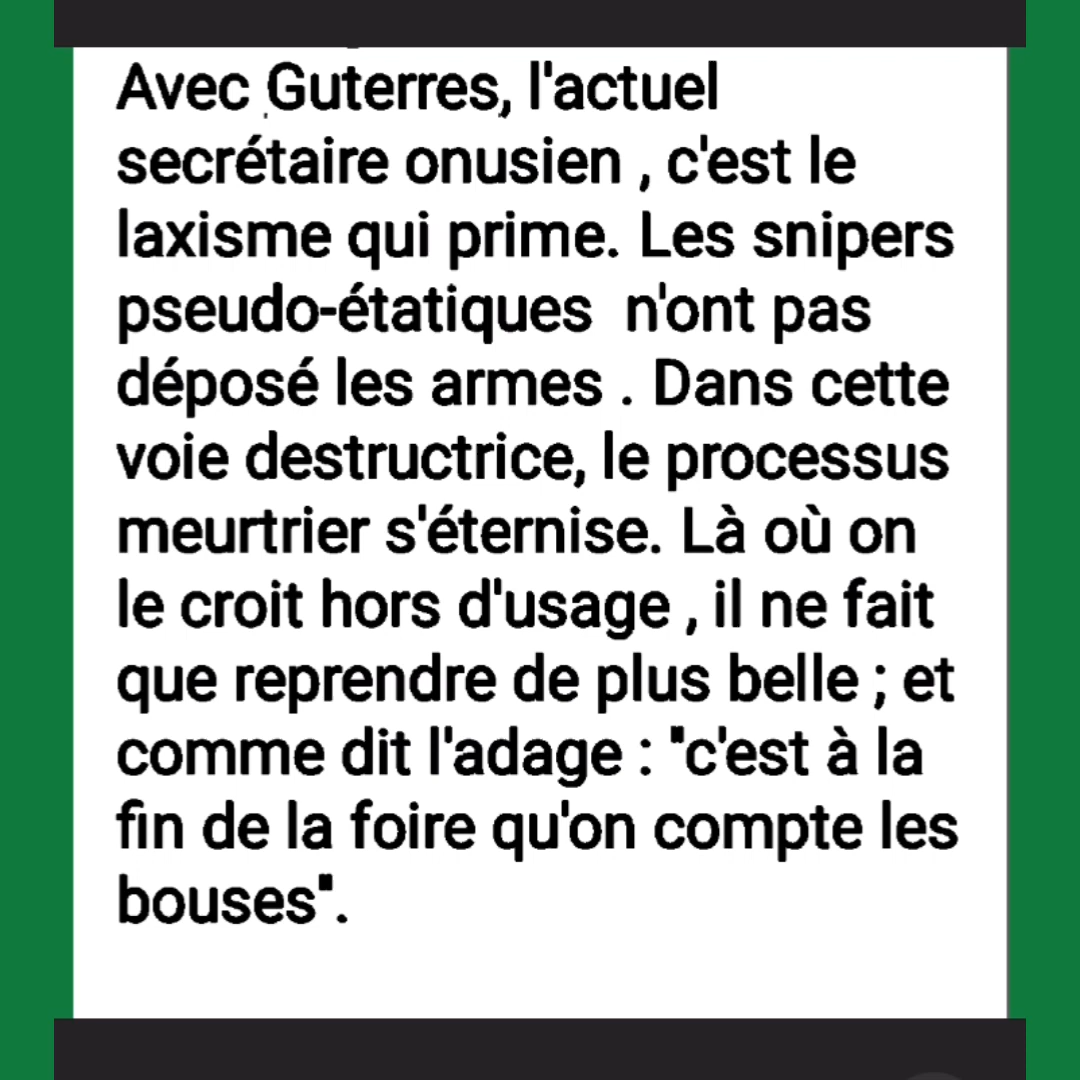 Avec Guterres, l'actuel
secrétaire onusien , c'est le
laxisme qui prime. Les snipers
pseudo-étatiques  n'ont pas
déposé les armes . Dans cette
voie destructrice, le processus
meurtrier s'éternise. Là où on
le croit hors d'usage , il ne fait
que reprendre de plus belle ; et
comme dit l'adage : "c'est à la
fin de la foire qu'on compte les
bouses".